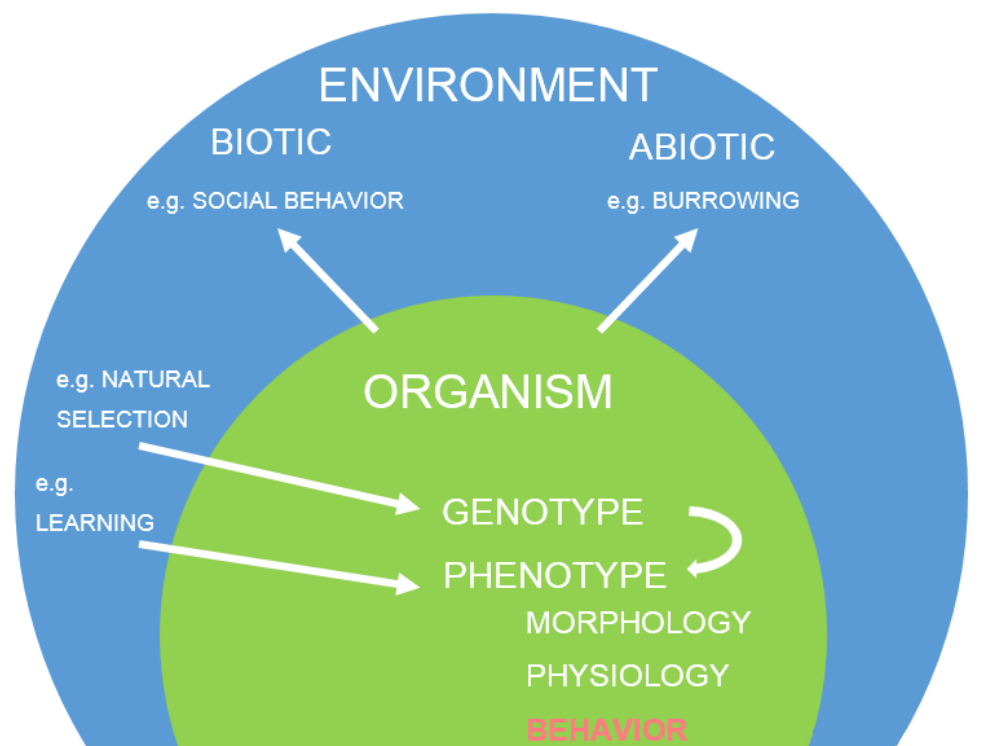 ENVIRONMENT
BIOTIC
ABIOTIC
e.g. SOCIAL BEHAVIOR
e.g. BURROWING
e.g. NATURAL
SELECTION
ORGANISM
e.g.
LEARNING
GENOTYPE
PHENOTYPE
MORPHOLOGY
PHYSIOLOGY
BEHAVIOR